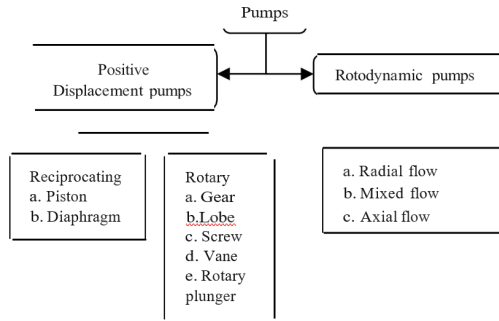 Pumps
Positive
Displacement pumps
Rotodynamic pumps
Reciprocating
a. Piston
b. Diaphragm
Rotary
a. Gear
b.Lobe
c. Screw
d. Vane
e. Rotary
plunger
a. Radial flow
b. Mixed flow
c. Axial flow